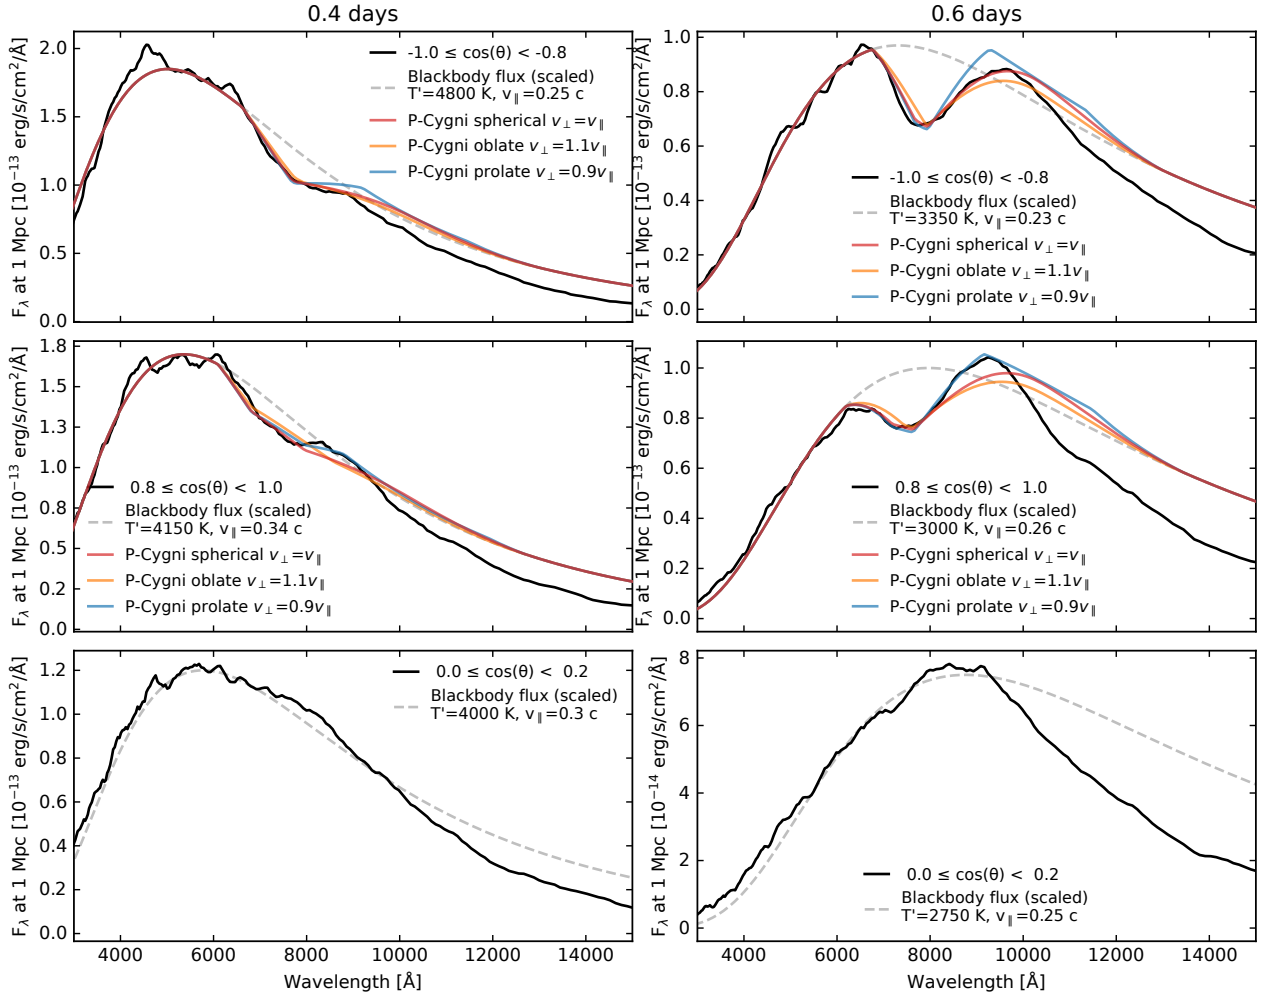 0.4 days
0.6 days
F_λ at 1 Mpc [10^−13 erg/s/cm²/Å]
2.0
1.5
1.0
0.5
0.0
-1.0 ≤ cos(θ) < -0.8
Blackbody flux (scaled)
T'=4800 K, v_∥=0.25 c
P-Cygni spherical v_⊥=v_∥
P-Cygni oblate v_⊥=1.1v_∥
P-Cygni prolate v_⊥=0.9v_∥
F_λ at 1 Mpc [10^−13 erg/s/cm²/Å]
1.0
0.8
0.6
0.4
0.2
0.0
-1.0 ≤ cos(θ) < -0.8
Blackbody flux (scaled)
T'=3350 K, v_∥=0.23 c
P-Cygni spherical v_⊥=v_∥
P-Cygni oblate v_⊥=1.1v_∥
P-Cygni prolate v_⊥=0.9v_∥
F_λ at 1 Mpc [10^−13 erg/s/cm²/Å]
1.8
1.5
1.3
1.0
1.8
0.5
0.2
0.0
0.8 ≤ cos(θ) < 1.0
Blackbody flux (scaled)
T'=4150 K, v_∥=0.34 c
P-Cygni spherical v_⊥=v_∥
P-Cygni oblate v_⊥=1.1v_∥
P-Cygni prolate v_⊥=0.9v_∥
F_λ at 1 Mpc [10^−13 erg/s/cm²/Å]
1.0
0.8
0.6
0.4
0.2
0.0
0.8 ≤ cos(θ) < 1.0
Blackbody flux (scaled)
T'=3000 K, v_∥=0.26 c
P-Cygni spherical v_⊥=v_∥
P-Cygni oblate v_⊥=1.1v_∥
P-Cygni prolate v_⊥=0.9v_∥
F_λ at 1 Mpc [10^−13 erg/s/cm²/Å]
1.2
1.0
0.8
0.6
0.4
0.2
0.0
0.0 ≤ cos(θ) < 0.2
Blackbody flux (scaled)
T'=4000 K, v_∥=0.3 c
4000 6000 8000 10000 12000 14000
Wavelength [Å]
F_λ at 1 Mpc [10^−14 erg/s/cm²/Å]
8
6
4
2
0
0.0 ≤ cos(θ) < 0.2
Blackbody flux (scaled)
T'=2750 K, v_∥=0.25 c
4000 6000 8000 10000 12000 14000
Wavelength [Å]